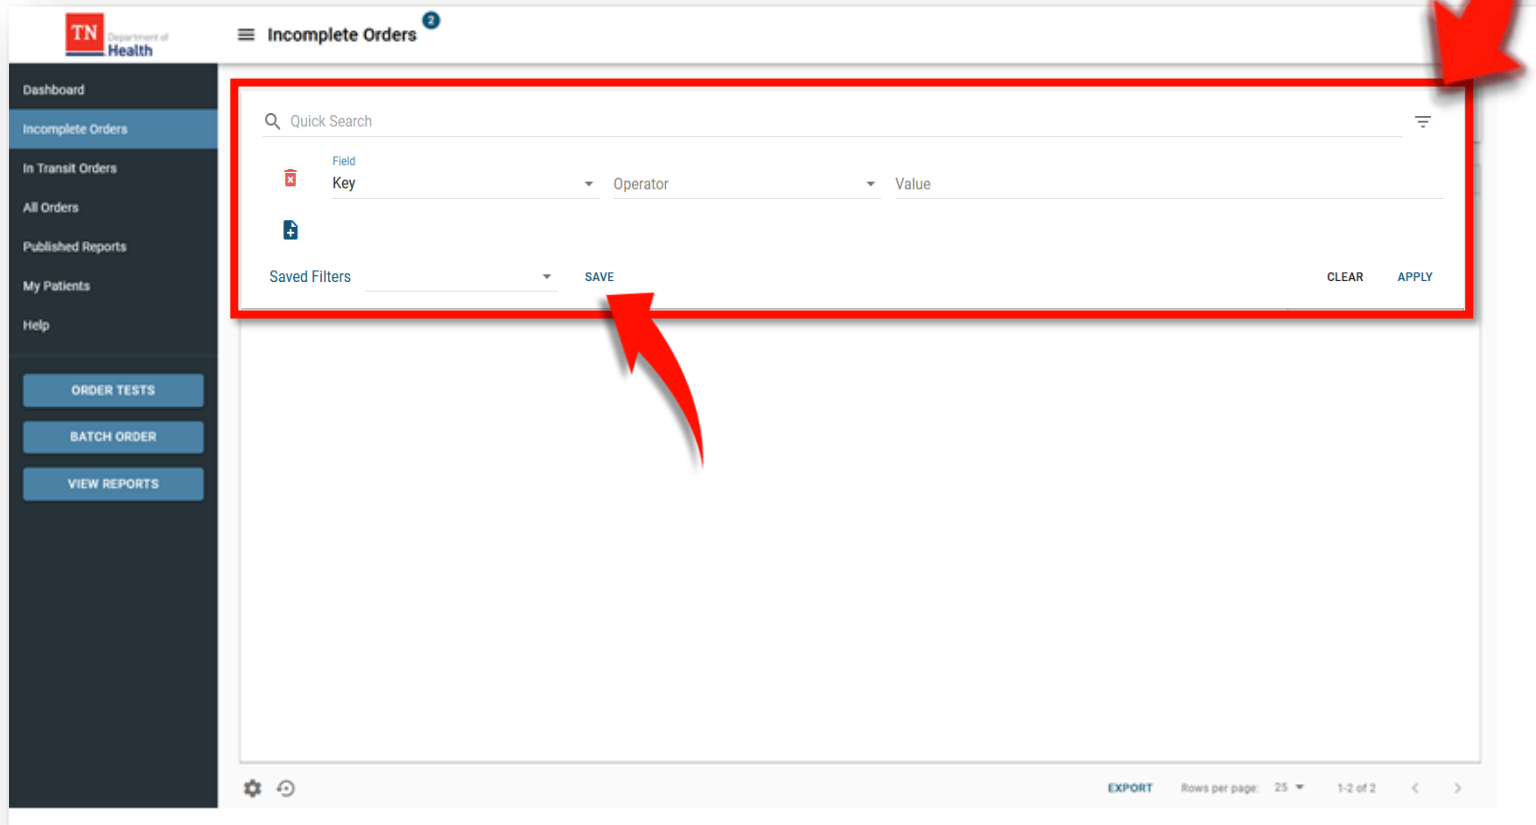 TN
Department of
Health
Incomplete Orders 2
Dashboard
Incomplete Orders
In Transit Orders
All Orders
Published Reports
My Patients
Help
ORDER TESTS
BATCH ORDER
VIEW REPORTS
Quick Search
Field
Key
Operator
Value
Saved Filters
SAVE
CLEAR
APPLY
EXPORT
Rows per page: 25
1-2 of 2